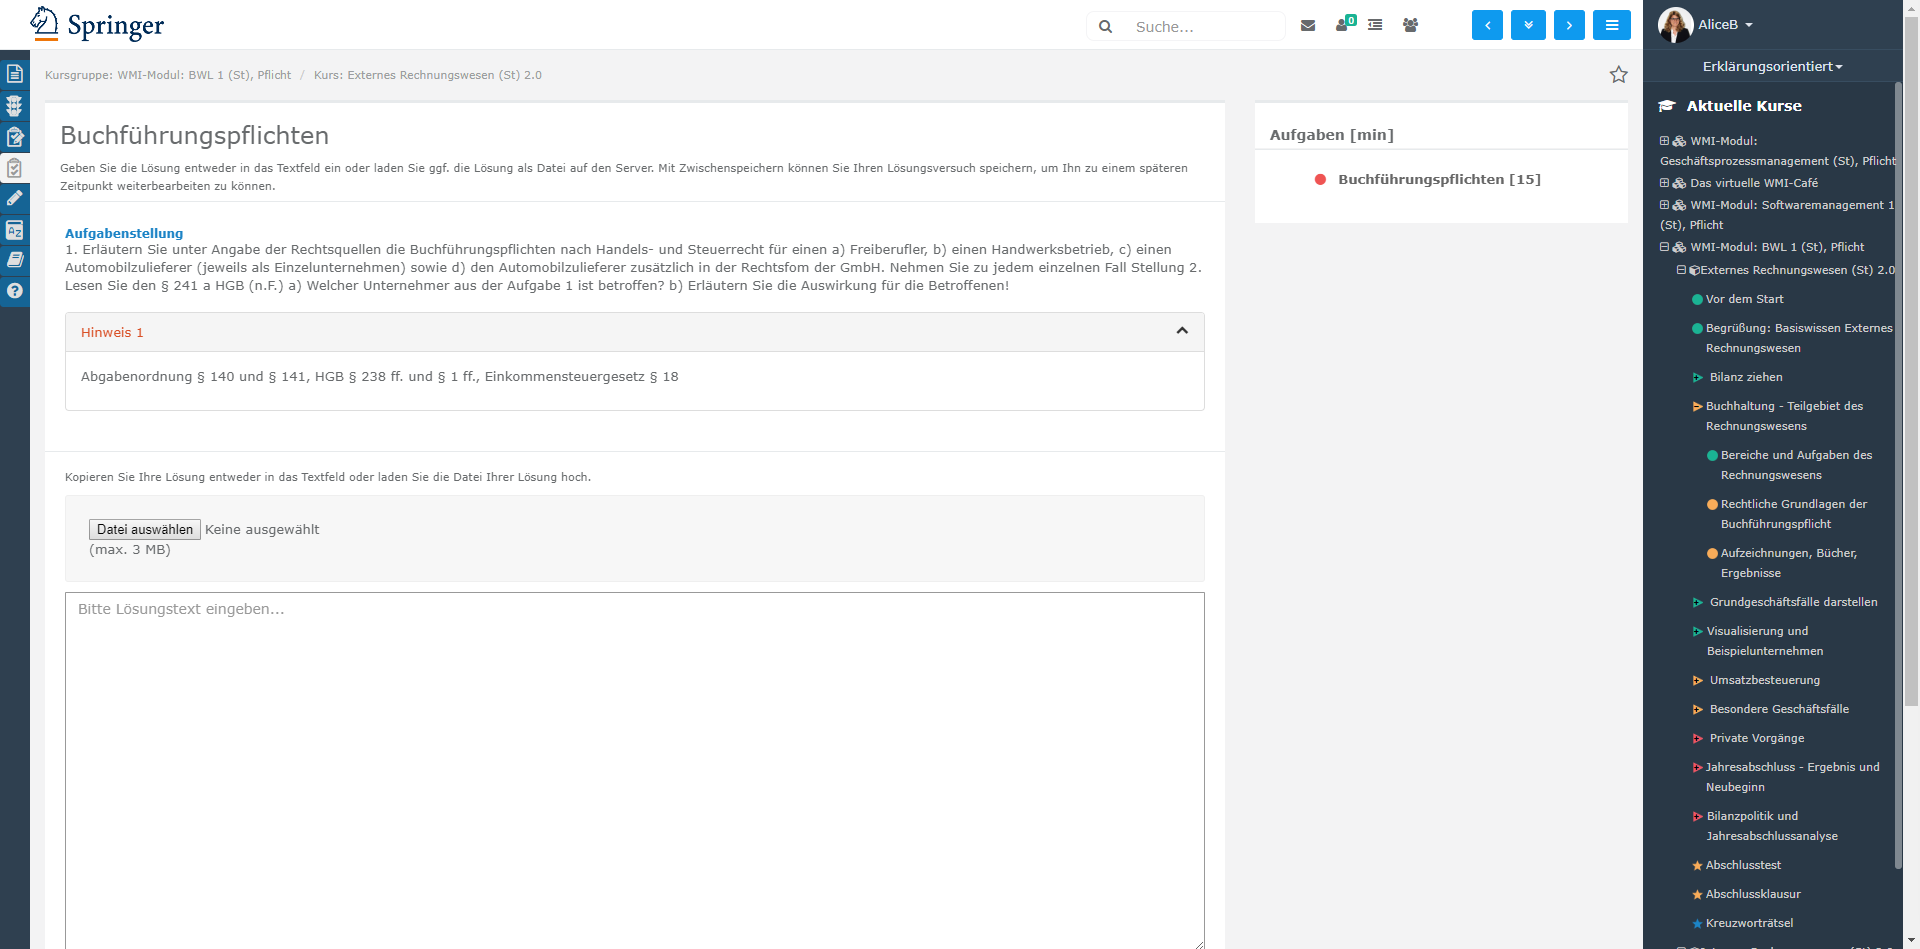 Springer
Suche...
0
AliceB
Erklärungsorientiert
Kursgruppe: WMI-Modul: BWL 1 (St), Pflicht / Kurs: Externes Rechnungswesen (St) 2.0
Buchführungspflichten
Geben Sie die Lösung entweder in das Textfeld ein oder laden Sie ggf. die Lösung als Datei auf den Server. Mit Zwischenspeichern können Sie Ihren Lösungsversuch speichern, um Ihn zu einem späteren
Zeitpunkt weiterbearbeiten zu können.
Aufgabenstellung
1. Erläutern Sie unter Angabe der Rechtsquellen die Buchführungspflichten nach Handels- und Steuerrecht für einen a) Freiberufler, b) einen Handwerksbetrieb, c) einen
Automobilzulieferer (jeweils als Einzelunternehmen) sowie d) den Automobilzulieferer zusätzlich in der Rechtsfom der GmbH. Nehmen Sie zu jedem einzelnen Fall Stellung 2.
Lesen Sie den § 241 a HGB (n.F.) a) Welcher Unternehmer aus der Aufgabe 1 ist betroffen? b) Erläutern Sie die Auswirkung für die Betroffenen!
Hinweis 1
Abgabenordnung § 140 und § 141, HGB § 238 ff. und § 1 ff., Einkommensteuergesetz § 18
Kopieren Sie Ihre Lösung entweder in das Textfeld oder laden Sie die Datei Ihrer Lösung hoch.
Datei auswählen Keine ausgewählt
(max. 3 MB)
Bitte Lösungstext eingeben...
Aufgaben [min]
Buchführungspflichten [15]
Aktuelle Kurse
WMI-Modul:
Geschäftsprozessmanagement (St), Pflicht
Das virtuelle WMI-Café
WMI-Modul: Softwaremanagement 1
(St), Pflicht
WMI-Modul: BWL 1 (St), Pflicht
Externes Rechnungswesen (St) 2.0
Vor dem Start
Begrüßung: Basiswissen Externes
Rechnungswesen
Bilanz ziehen
Buchhaltung - Teilgebiet des
Rechnungswesens
Bereiche und Aufgaben des
Rechnungswesens
Rechtliche Grundlagen der
Buchführungspflicht
Aufzeichnungen, Bücher,
Ergebnisse
Grundgeschäftsfälle darstellen
Visualisierung und
Beispielunternehmen
Umsatzbesteuerung
Besondere Geschäftsfälle
Private Vorgänge
Jahresabschluss - Ergebnis und
Neubeginn
Bilanzpolitik und
Jahresabschlussanalyse
Abschlusstest
Abschlussklausur
Kreuzworträtsel